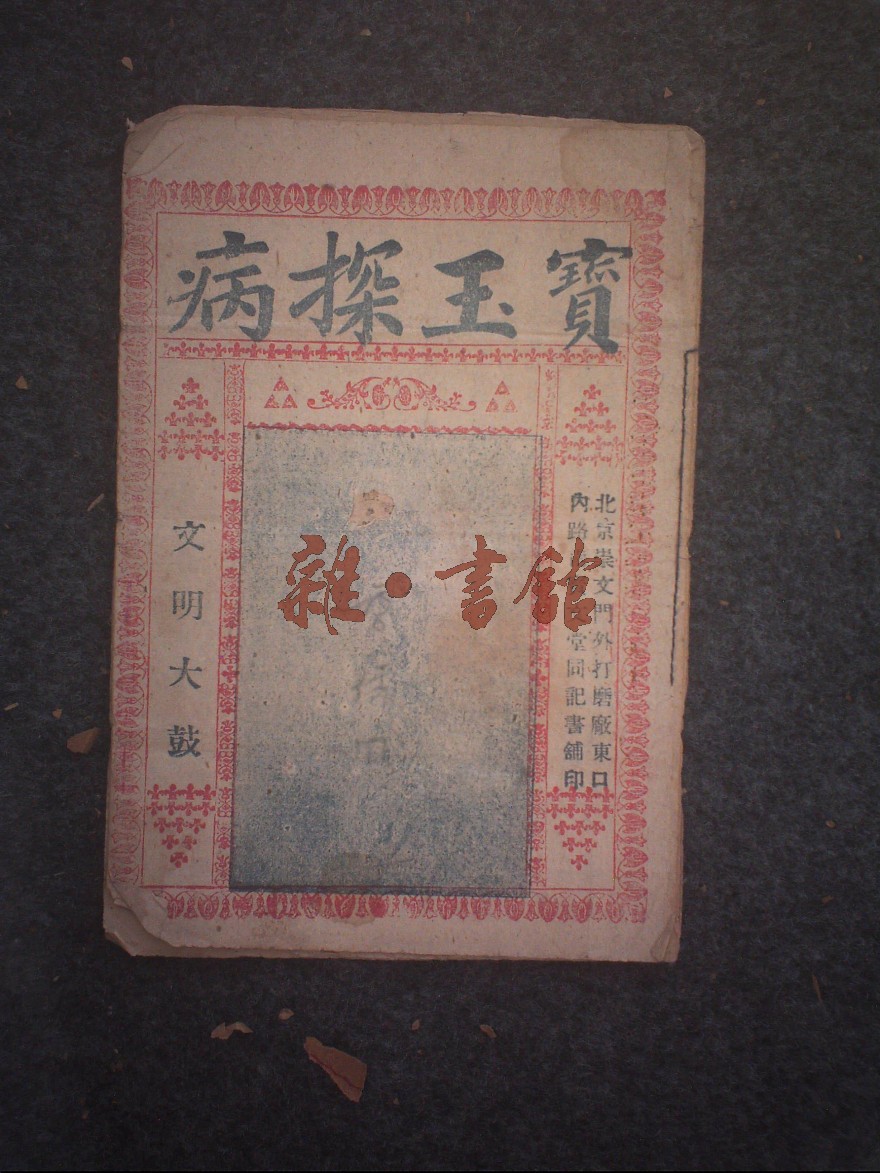 寶玉探病
北京崇文門外打磨廠東口
內路
堂同記書舖印
文明大鼓
雜·書館